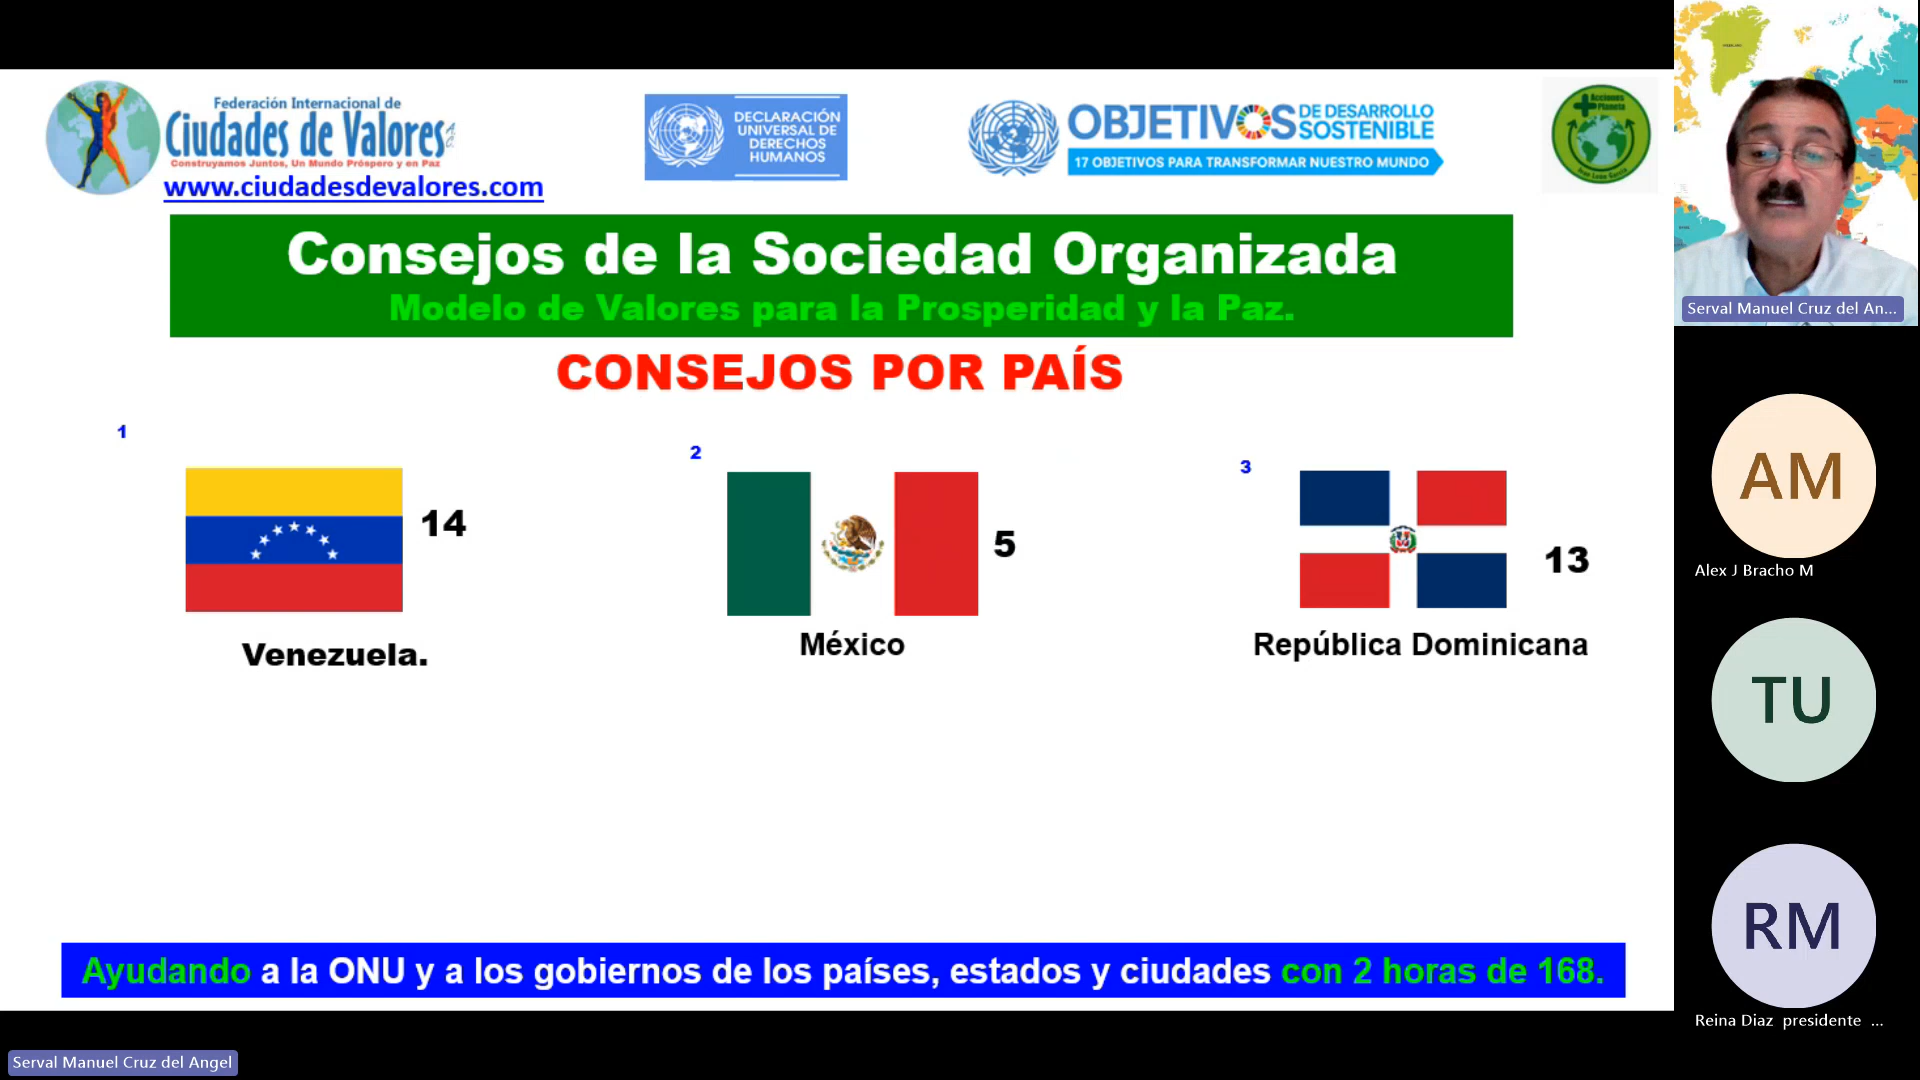 Federación Internacional de
Ciudades de Valores
Construyamos Juntos, Un Mundo Próspero y en Paz
www.ciudadesdevalores.com
DECLARACIÓN
UNIVERSAL DE
DERECHOS
HUMANOS
OBJETIVOS DE DESARROLLO
SOSTENIBLE
17 OBJETIVOS PARA TRANSFORMAR NUESTRO MUNDO
Acciones
Planeta
Consejos de la Sociedad Organizada
Modelo de Valores para la Prosperidad y la Paz.
CONSEJOS POR PAÍS
1
14
Venezuela.
2
5
México
3
13
República Dominicana
Ayudando a la ONU y a los gobiernos de los países, estados y ciudades con 2 horas de 168.
Serval Manuel Cruz del Angel
Serval Manuel Cruz del An...
AM
Alex J Bracho M
TU
RM
Reina Diaz presidente ...